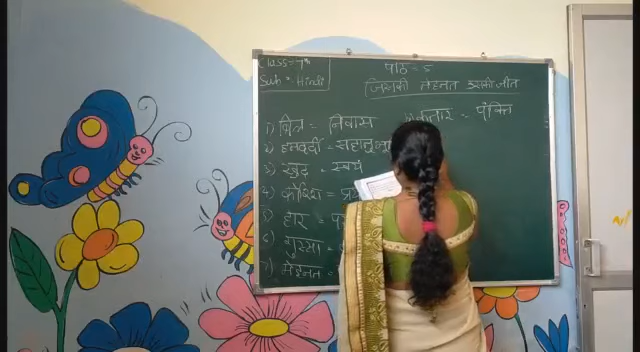 Class:- 7th
Sub:- Hindi
पाठ = 5
जिसकी मेहनत उसकी जीत
1) बिल = निवास
2) हमदर्दी = सहानु
3) खुद = स्वयं
4) कोशिश = प्र
5) हार =
6) गुस्सा =
7) मेहनत =
कतार = पंक्ति